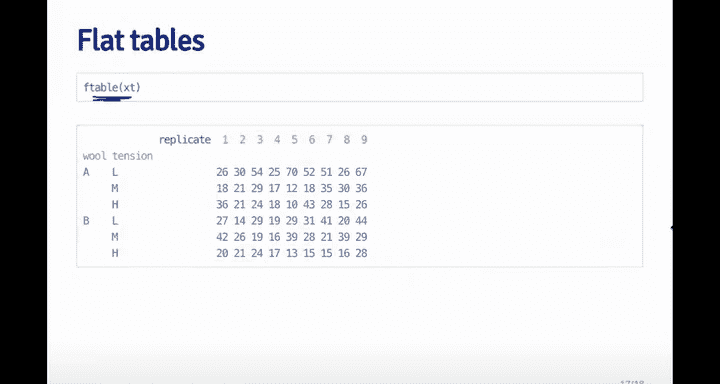 Flat tables
ftable(xt)
replicate 1 2 3 4 5 6 7 8 9
wool tension
A L 26 30 54 25 70 52 51 26 67
M 18 21 29 17 12 18 35 30 36
H 36 21 24 18 10 43 28 15 26
B L 27 14 29 19 29 31 41 20 44
M 42 26 19 16 39 28 21 39 29
H 20 21 24 17 13 15 15 16 28
17/18